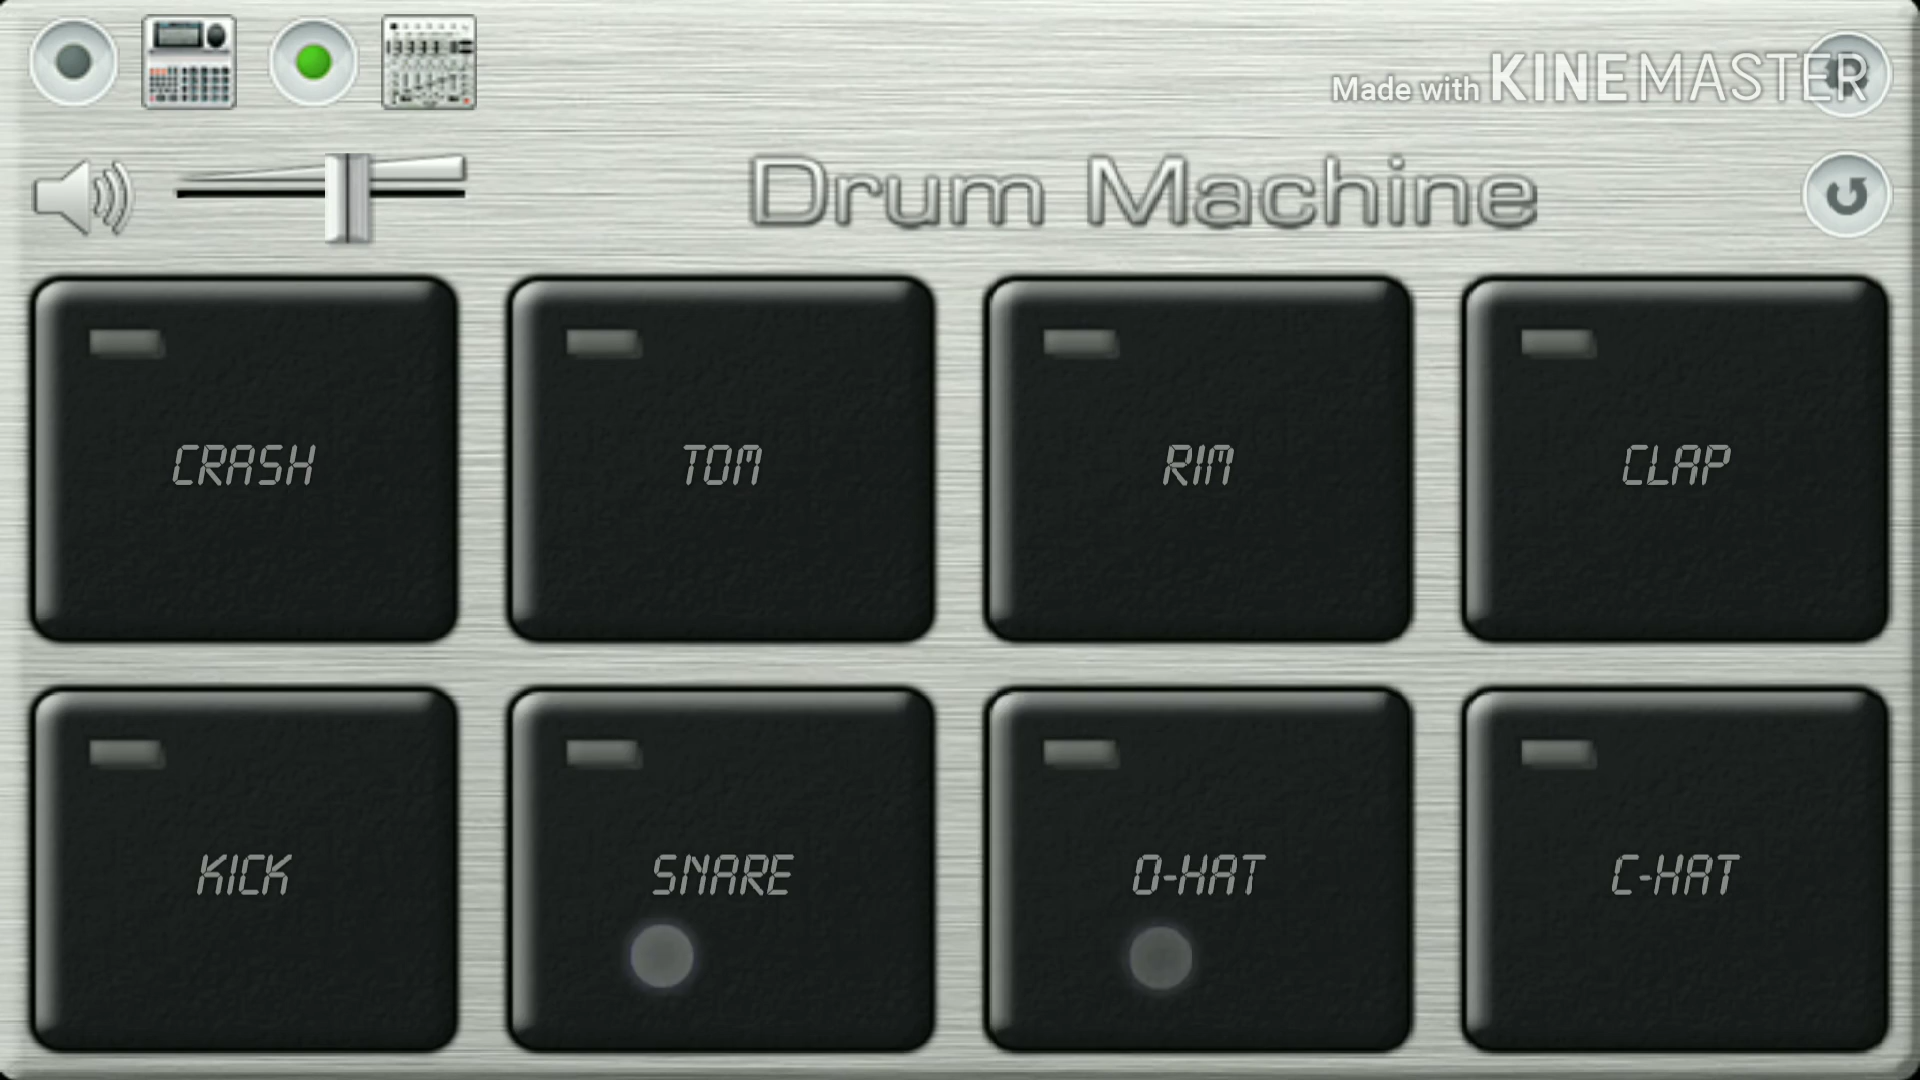 Made with KINEMASTER
Drum Machine
CRASH
TOM
RIM
CLAP
KICK
SNARE
O-HAT
C-HAT